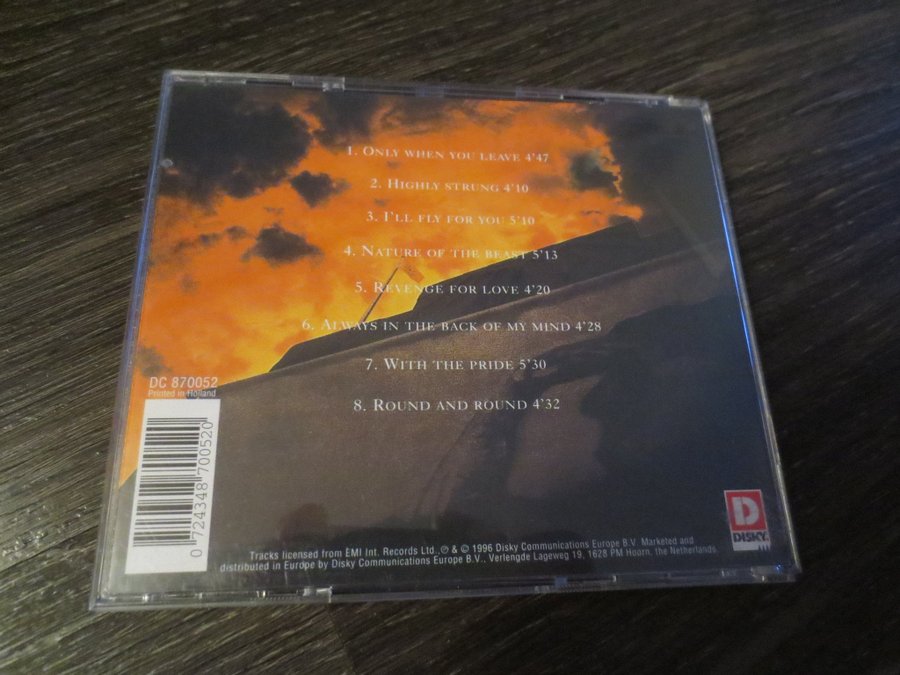 1. Only when you leave 4'47
2. Highly strung 4'10
3. I'll fly for you 5'10
4. Nature of the beast 5'13
5. Revenge for love 4'20
6. Always in the back of my mind 4'28
7. With the pride 5'30
8. Round and round 4'32
DC 870052
Printed in Holland
0 724348 700520
D
DISKY
Tracks licensed from EMI Int. Records Ltd.,℗ & © 1996 Disky Communications Europe B.V. Marketed and
distributed in Europe by Disky Communications Europe B.V., Verlengde Lageweg 19, 1628 PM Hoorn, the Netherlands.